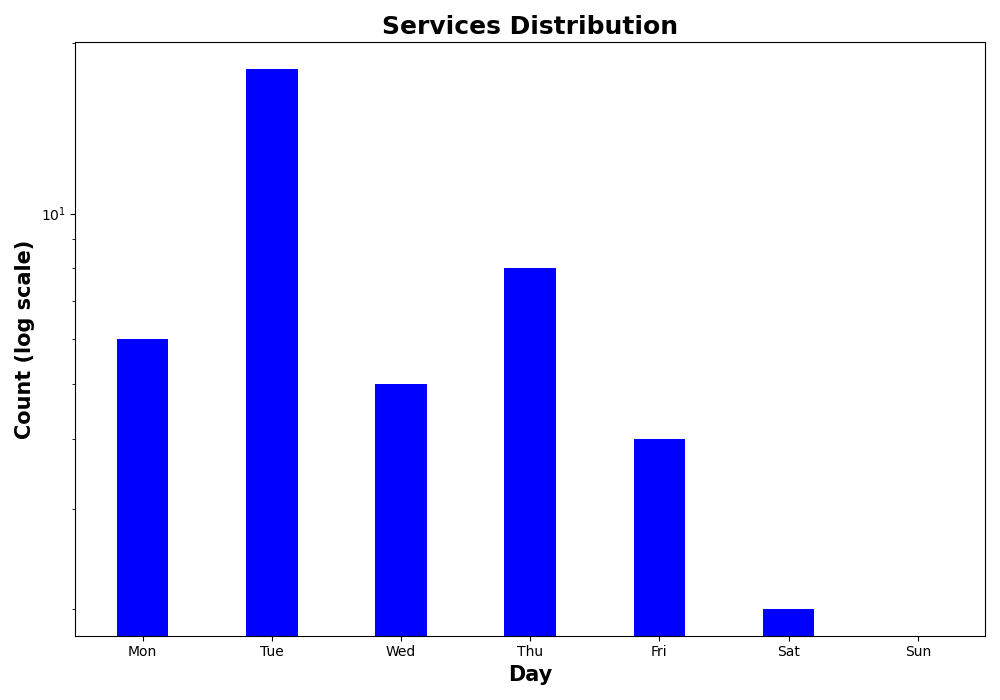 Services Distribution
Count (log scale)
10¹
Mon Tue Wed Thu Fri Sat Sun
Day